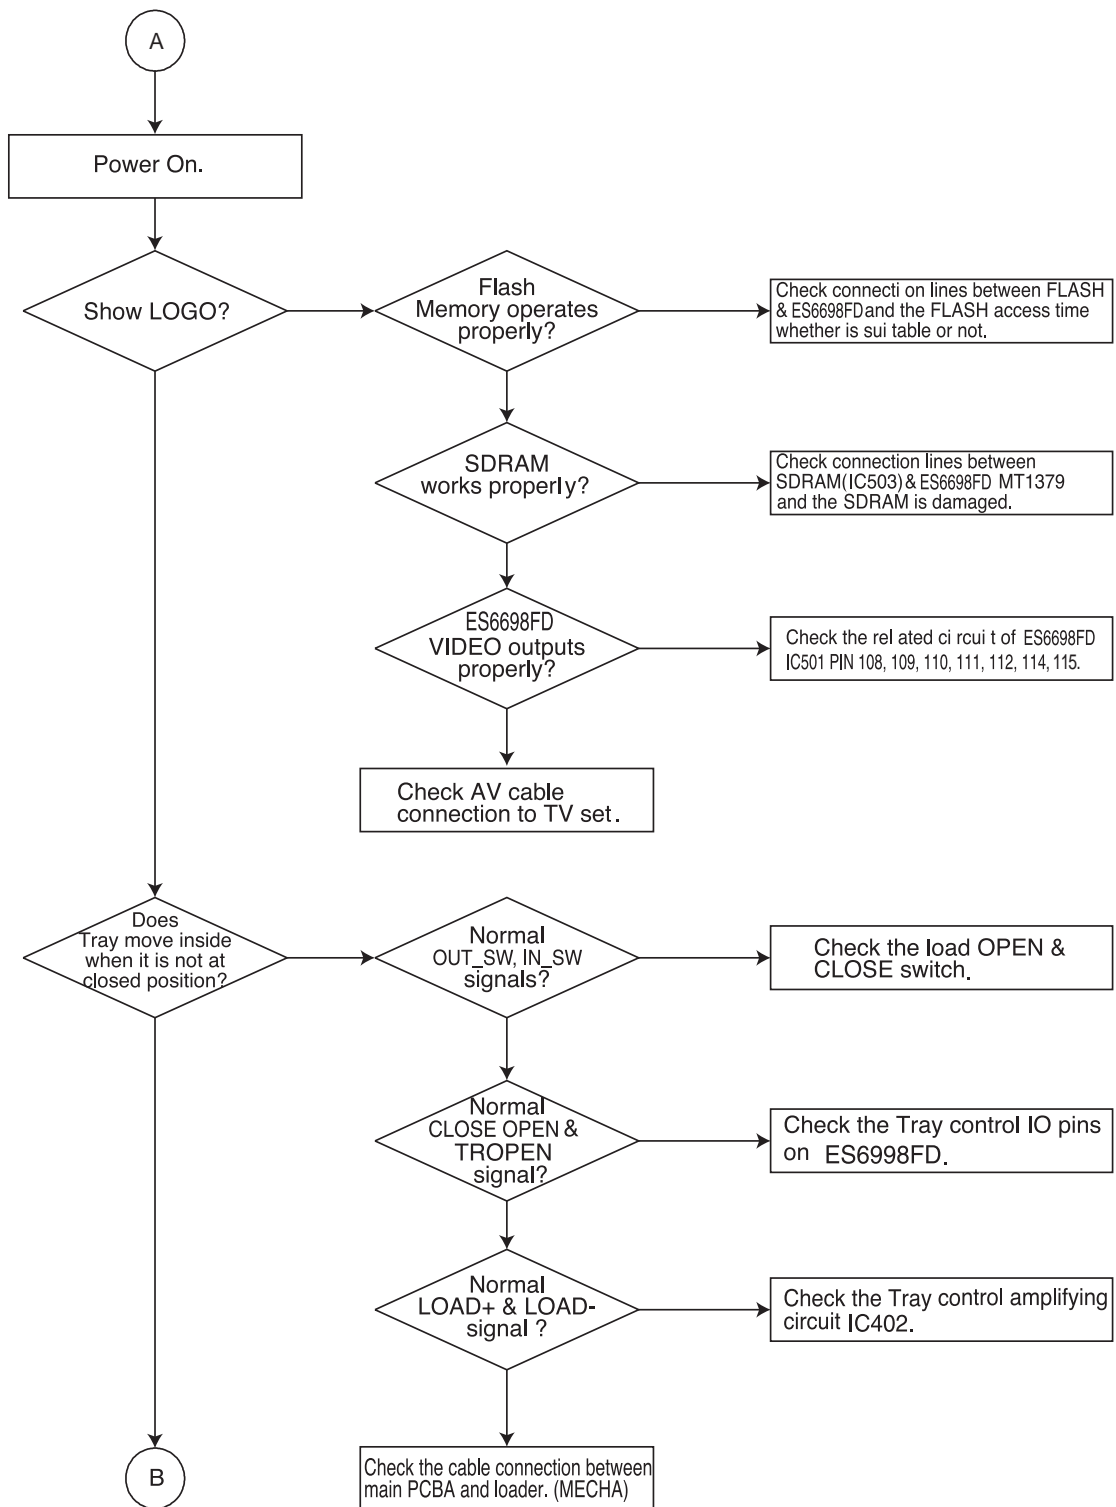 A
Power On.
Show LOGO?
Flash
Memory operates
properly?
Check connecti on lines between FLASH
& ES6698FD and the FLASH access time
whether is sui table or not.
SDRAM
works properly?
Check connection lines between
SDRAM(IC503) & ES6698FD MT1379
and the SDRAM is damaged.
ES6698FD
VIDEO outputs
properly?
Check the rel ated ci rcui t of ES6698FD
IC501 PIN 108, 109, 110, 111, 112, 114, 115.
Check AV cable
connection to TV set.
Does
Tray move inside
when it is not at
closed position?
Normal
OUT_SW, IN_SW
signals?
Check the load OPEN &
CLOSE switch.
Normal
CLOSE OPEN &
TROPEN
signal?
Check the Tray control IO pins
on ES6998FD.
Normal
LOAD+ & LOAD-
signal ?
Check the Tray control amplifying
circuit IC402.
B
Check the cable connection between
main PCBA and loader. (MECHA)